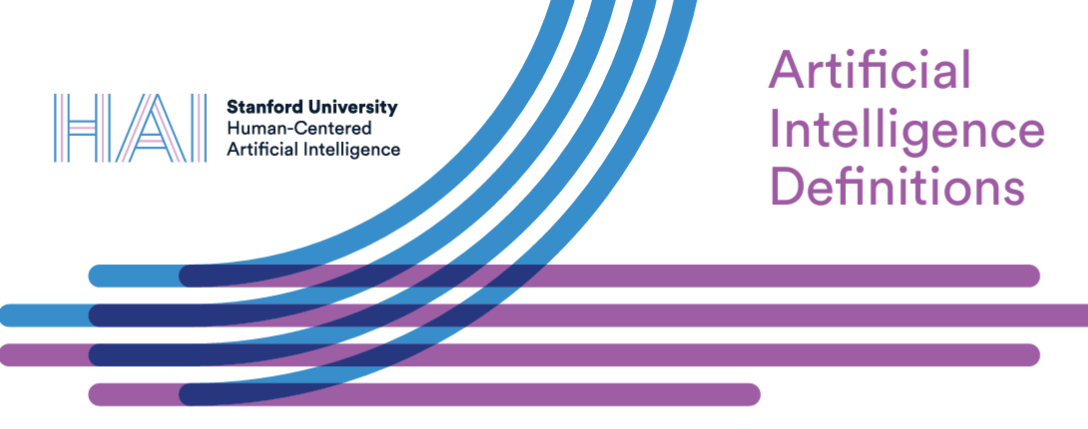 HAI
Stanford University
Human-Centered
Artificial Intelligence
Artificial
Intelligence
Definitions